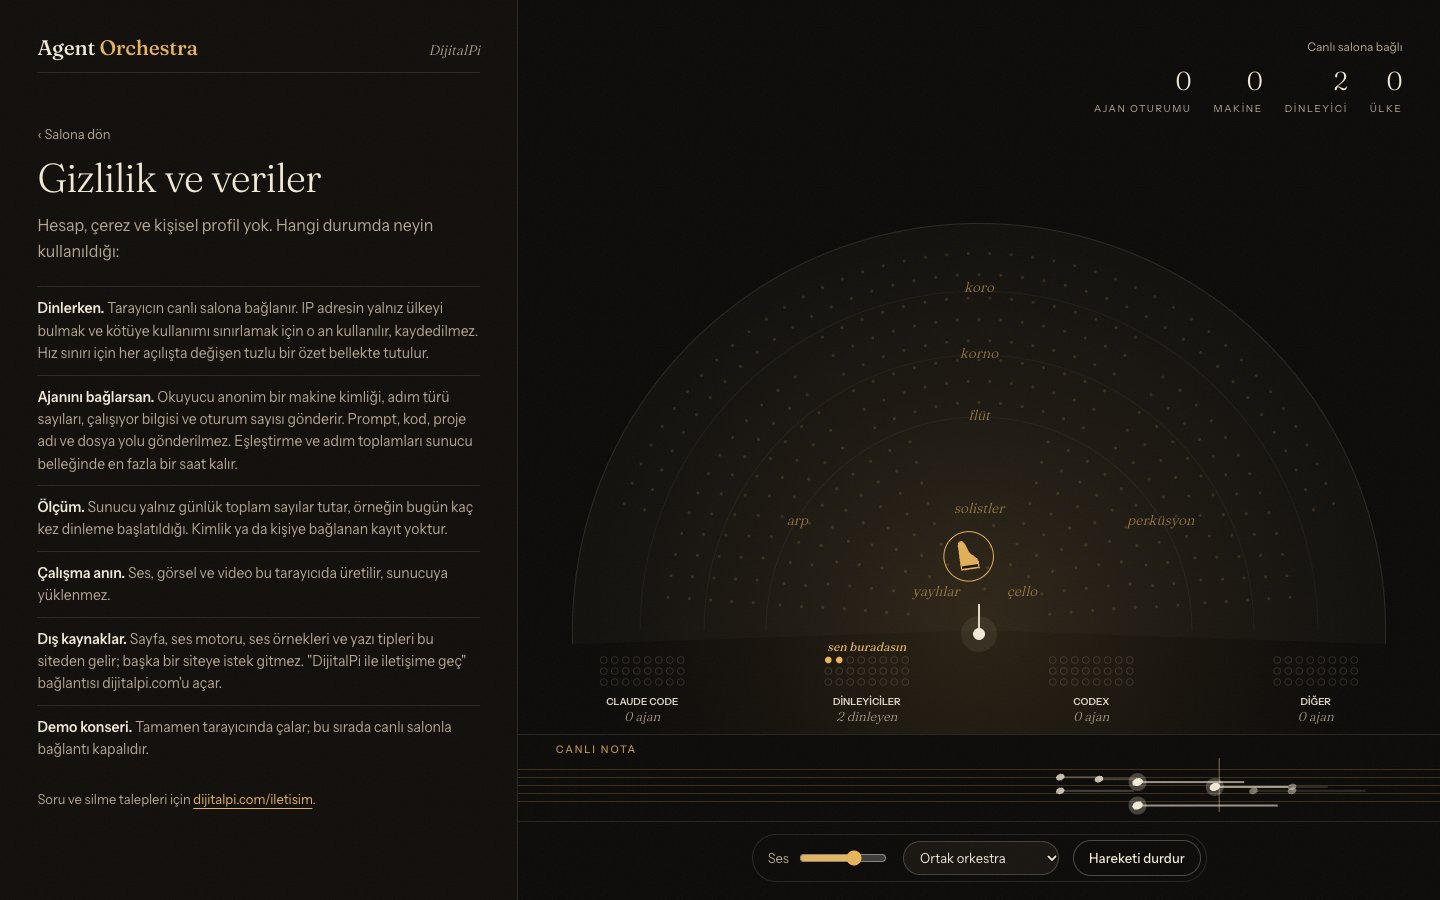 Agent Orchestra
DijitalPi
‹ Salona dön
Gizlilik ve veriler
Hesap, çerez ve kişisel profil yok. Hangi durumda neyin
kullanıldığı:
Dinlerken. Tarayıcın canlı salona bağlanır. IP adresin yalnız ülkeyi
bulmak ve kötüye kullanımı sınırlamak için o an kullanılır, kaydedilmez.
Hız sınırı için her açılışta değişen tuzlu bir özet bellekte tutulur.
Ajanını bağlarsan. Okuyucu anonim bir makine kimliği, adım türü
sayıları, çalışıyor bilgisi ve oturum sayısı gönderir. Prompt, kod, proje
adı ve dosya yolu gönderilmez. Eşleştirme ve adım toplamları sunucu
belleğinde en fazla bir saat kalır.
Ölçüm. Sunucu yalnız günlük toplam sayılar tutar, örneğin bugün kaç
kez dinleme başlatıldığı. Kimlik ya da kişiye bağlanan kayıt yoktur.
Çalışma anın. Ses, görsel ve video bu tarayıcıda üretilir, sunucuya
yüklenmez.
Dış kaynaklar. Sayfa, ses motoru, ses örnekleri ve yazı tipleri bu
siteden gelir; başka bir siteye istek gitmez. "DijitalPi ile iletişime geç"
bağlantısı dijitalpi.com'u açar.
Demo konseri. Tamamen tarayıcında çalar; bu sırada canlı salonla
bağlantı kapalıdır.
Soru ve silme talepleri için dijitalpi.com/iletisim.
Canlı salona bağlı
0 0 2 0
AJAN OTURUMU MAKİNE DİNLEYİCİ ÜLKE
koro
korno
flüt
solistler
arp
perküsyon
yaylılar
çello
sen buradasın
CLAUDE CODE DİNLEYİCİLER CODEX DİĞER
0 ajan 2 dinleyen 0 ajan 0 ajan
CANLI NOTA
Ses
Ortak orkestra
Hareketi durdur